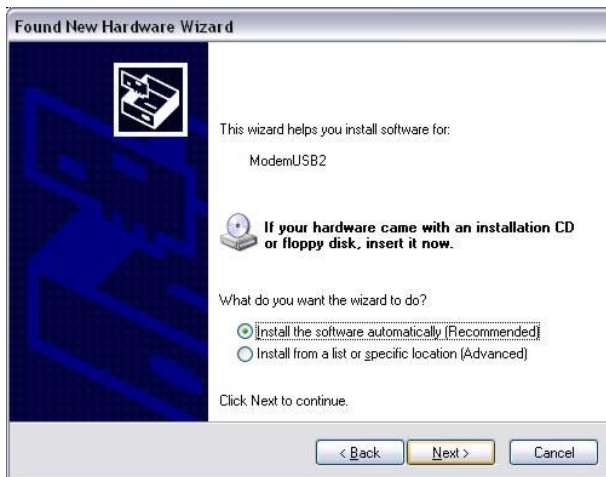 Found New Hardware Wizard
This wizard helps you install software for:
ModemUSB2
If your hardware came with an installation CD
or floppy disk, insert it now.
What do you want the wizard to do?
Install the software automatically (Recommended)
Install from a list or specific location (Advanced)
Click Next to continue.
< Back Next > Cancel